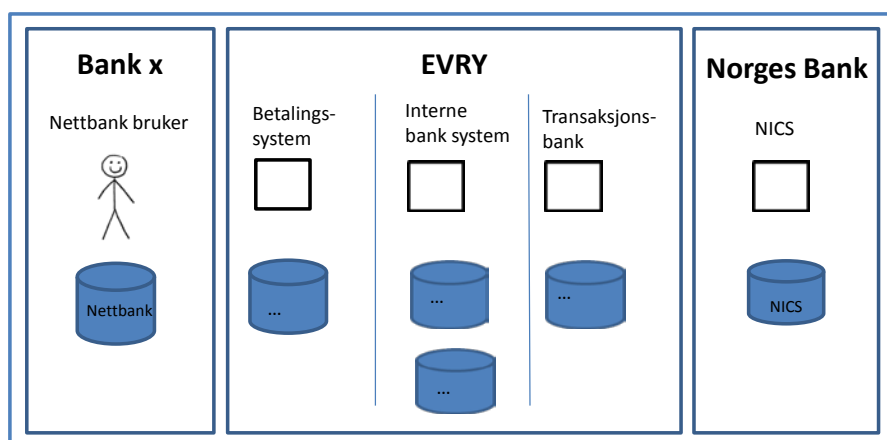 Bank x
Nettbank bruker
Nettbank
EVRY
Betalings-
system
...
Interne
bank system
...
...
Transaksjons-
bank
...
Norges Bank
NICS
NICS